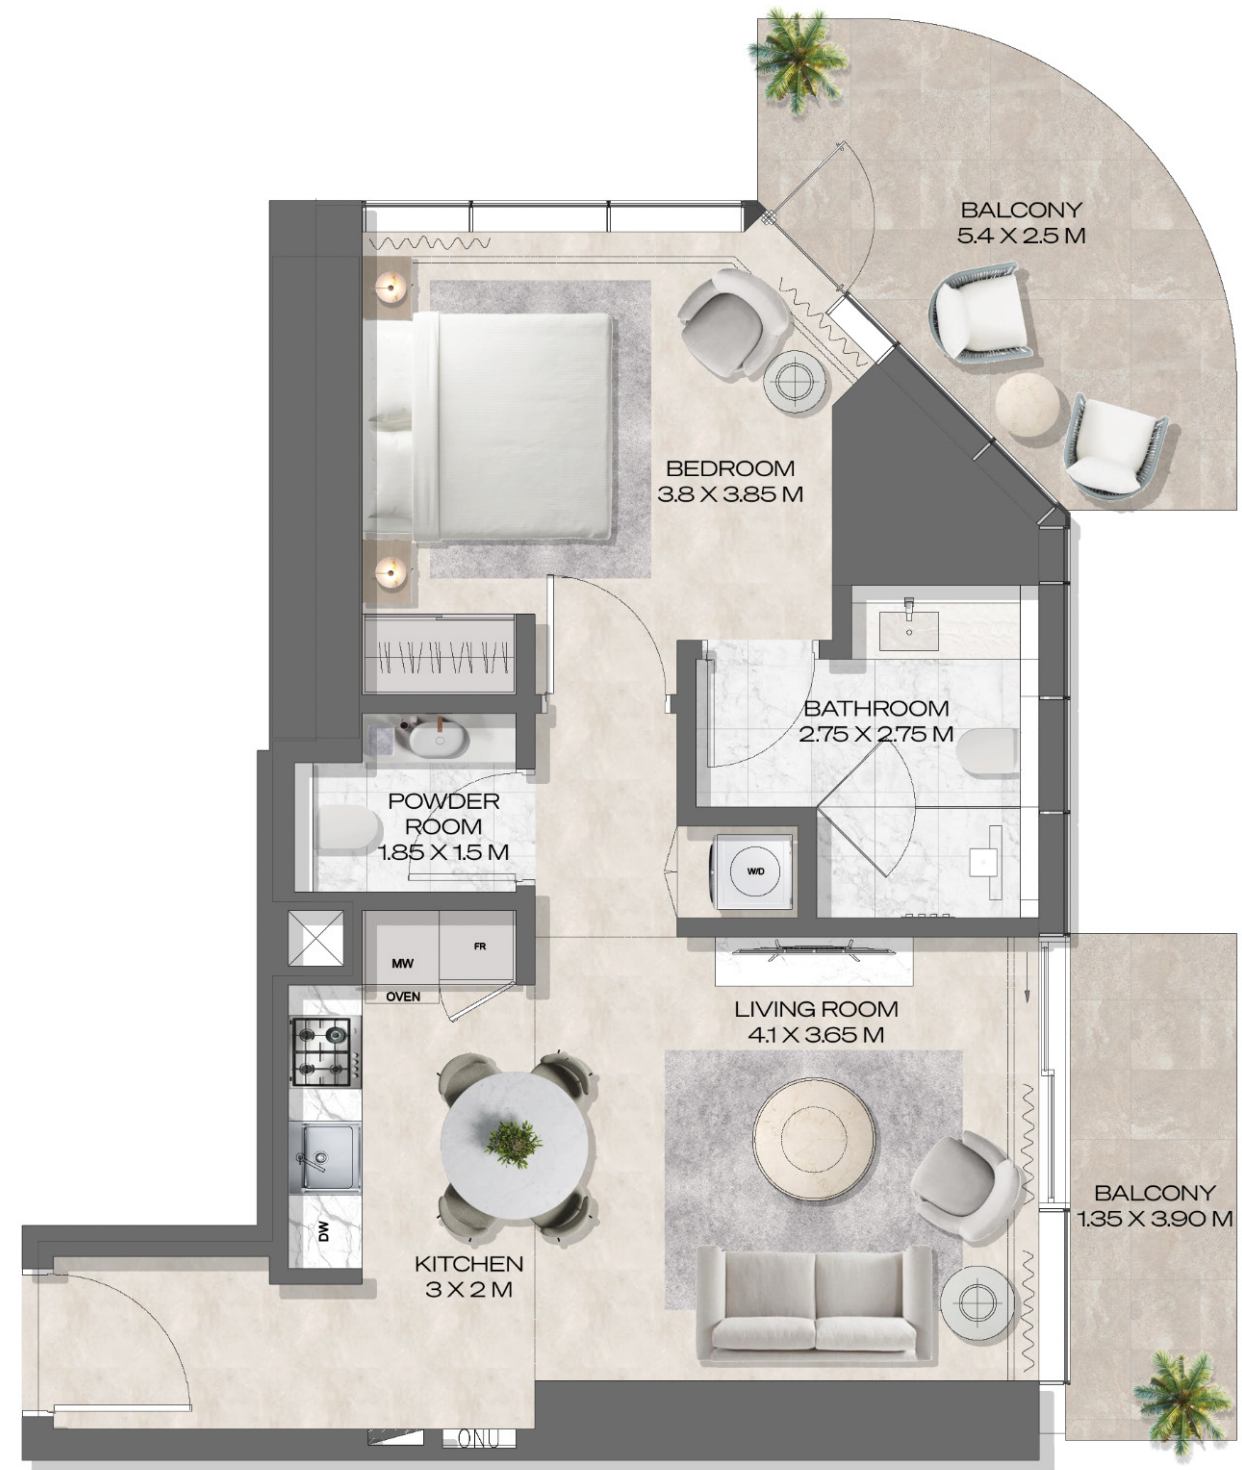 BALCONY
5.4 X 2.5 M
BEDROOM
3.8 X 3.85 M
BATHROOM
2.75 X 2.75 M
POWDER
ROOM
1.85 X 1.5 M
W/D
FR
MW
OVEN
LIVING ROOM
4.1 X 3.65 M
BALCONY
1.35 X 3.90 M
DW
KITCHEN
3 X 2 M
ONU